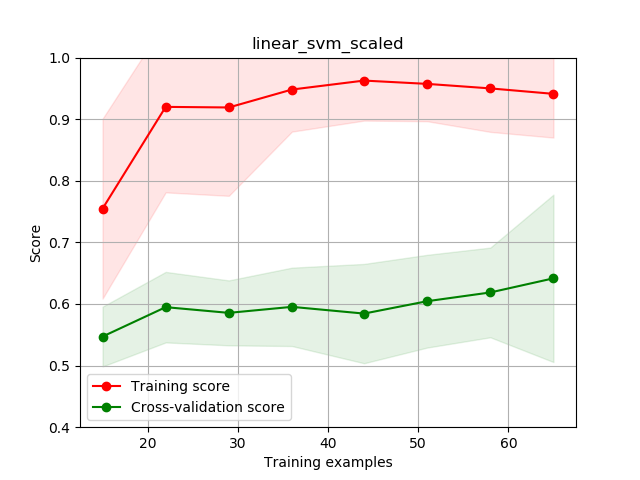 linear_svm_scaled
1.0
0.9
0.8
0.7
0.6
0.5
0.4
Score
Training score
Cross-validation score
20 30 40 50 60
Training examples